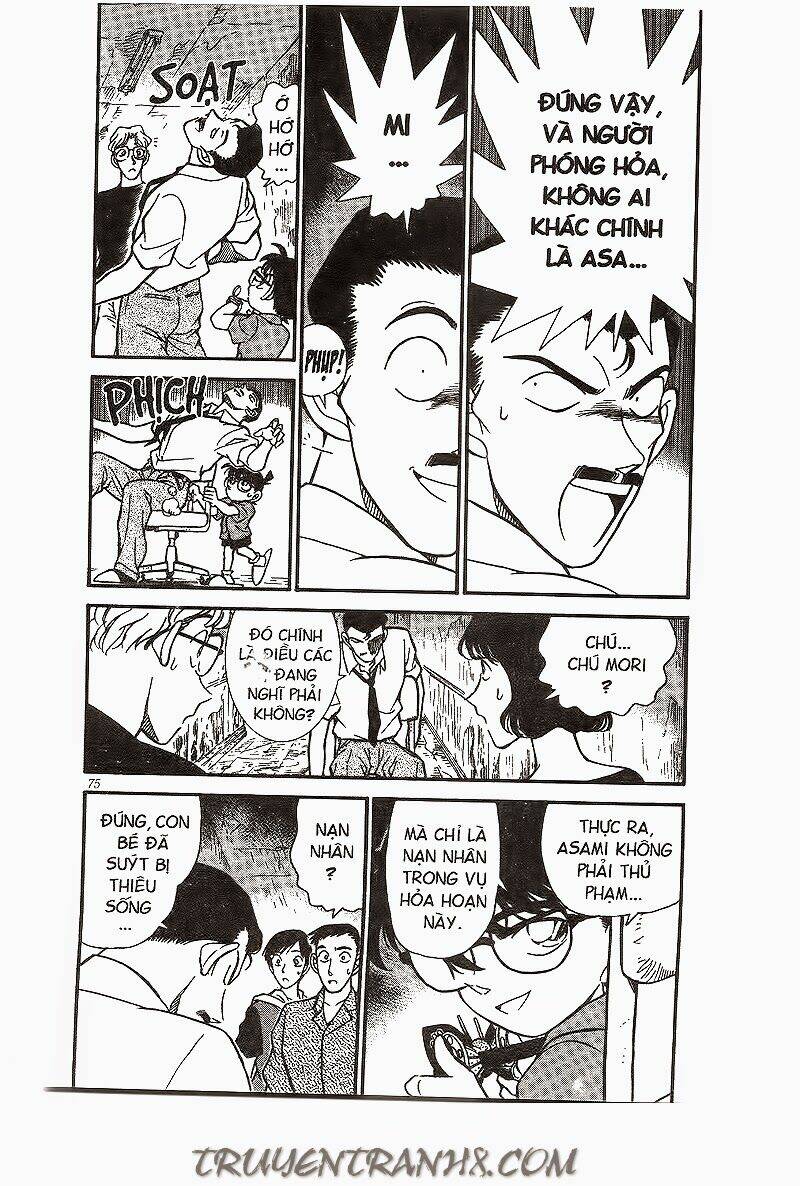 ĐÚNG VẬY,
VÀ NGƯỜI
PHÓNG HỎA,
KHÔNG AI
KHÁC CHÍNH
LÀ ASA...
MI
...
PHỤP!
SOẠT
Ớ
HỚ
HỚ
...
PHỊCH
CHÚ...
CHÚ MORI
?
ĐÓ CHÍNH
LÀ ĐIỀU CÁC
ĐANG
NGHĨ PHẢI
KHÔNG?
75
THỰC RA,
ASAMI KHÔNG
PHẢI THỦ
PHẠM...
MÀ CHỈ LÀ
NẠN NHÂN
TRONG VỤ
HỎA HOẠN
NÀY.
NẠN
NHÂN
?
ĐÚNG, CON
BÉ ĐÃ
SUÝT BỊ
THIÊU
SỐNG
...
TRUYENTRANH8.COM